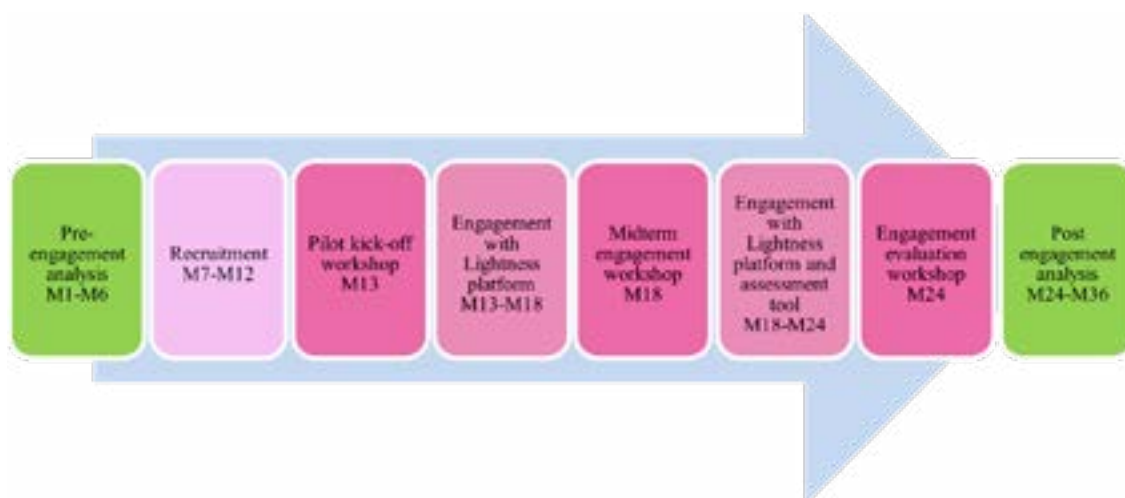 Pre-
engagement
analysis
M1-M6
Recruitment
M7-M12
Pilot kick-off
workshop
M13
Engagement
with
Lightness
platform
M13-M18
Midterm
engagement
workshop
M18
Engagement
with
Lightness
platform and
assessment
tool
M18-M24
Engagement
evaluation
workshop
M24
Post
engagement
analysis
M24-M36